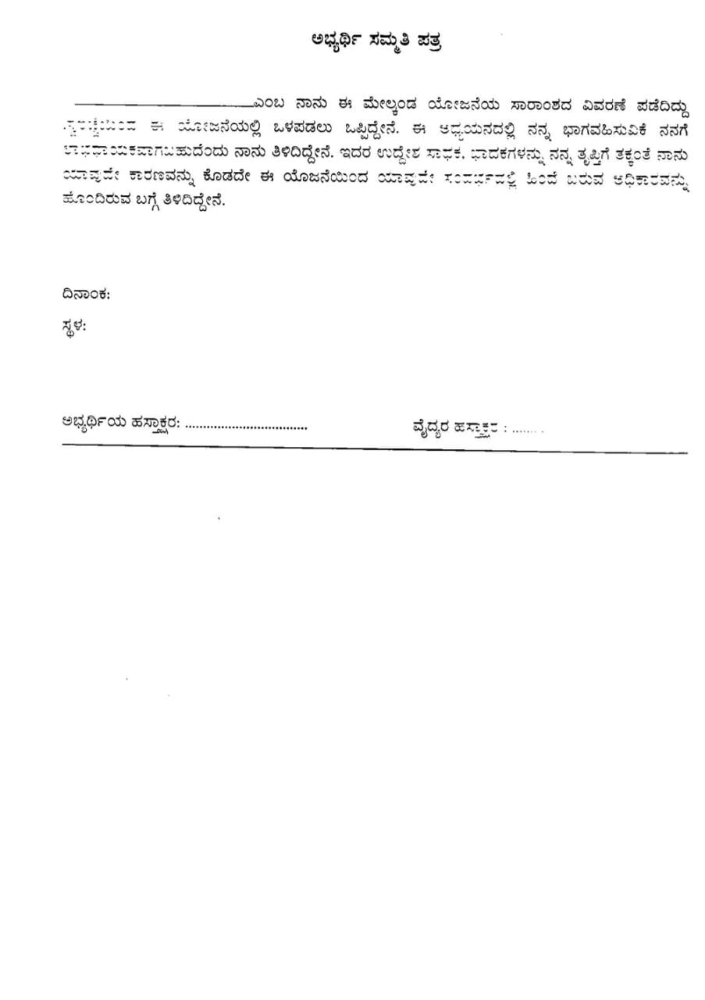 ಅಭ್ಯರ್ಥಿ ಸಮ್ಮತಿ ಪತ್ರ
ಎಂಬ ನಾನು ಈ ಮೇಲ್ಕಂಡ ಯೋಜನೆಯ ಸಾರಾಂಶದ ವಿವರಣೆ ಪಡೆದಿದ್ದು
ಈ ಯೋಜನೆಯಲ್ಲಿ ಒಳಪಡಲು ಒಪ್ಪಿದ್ದೇನೆ. ಈ ಅಧ್ಯಯನದಲ್ಲಿ ನನ್ನ ಭಾಗವಹಿಸುವಿಕೆ ನನಗೆ
ಲಾಭದಾಯಕವಾಗಬಹುದೆಂದು ನಾನು ತಿಳಿದಿದ್ದೇನೆ. ಇದರ ಉದ್ದೇಶ ಸಾಧಕ, ಭಾದಕಗಳನ್ನು ನನ್ನ ತೃಪ್ತಿಗೆ ತಕ್ಕಂತೆ ನಾನು
ಯಾವುದೇ ಕಾರಣವನ್ನು ಕೊಡದೇ ಈ ಯೊಜನೆಯಿಂದ ಯಾವುದೇ ಸಂದರ್ಭದಲ್ಲಿ ಹಿಂದೆ ಬರುವ ಅಧಿಕಾರವನ್ನು
ಹೊಂದಿರುವ ಬಗ್ಗೆ ತಿಳಿದಿದ್ದೇನೆ.
ದಿನಾಂಕ:
ಸ್ಥಳ:
ಅಭ್ಯರ್ಥಿಯ ಹಸ್ತಾಕ್ಷರ: .................................. ವೈದ್ಯರ ಹಸ್ತಾಕ್ಷರ : ....... .